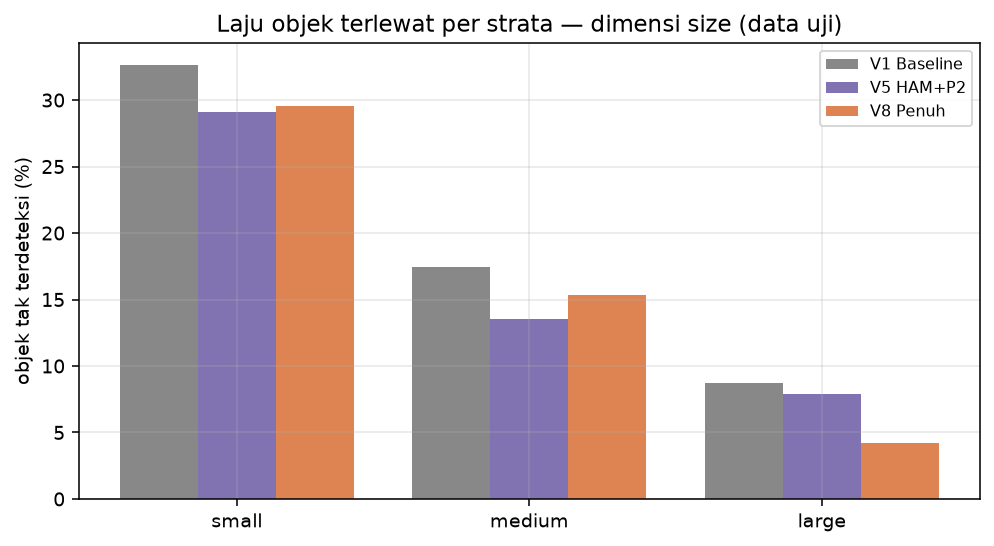 Laju objek terlewat per strata — dimensi size (data uji)
objek tak terdeteksi (%)
30
25
20
15
10
5
0
V1 Baseline
V5 HAM+P2
V8 Penuh
small
medium
large